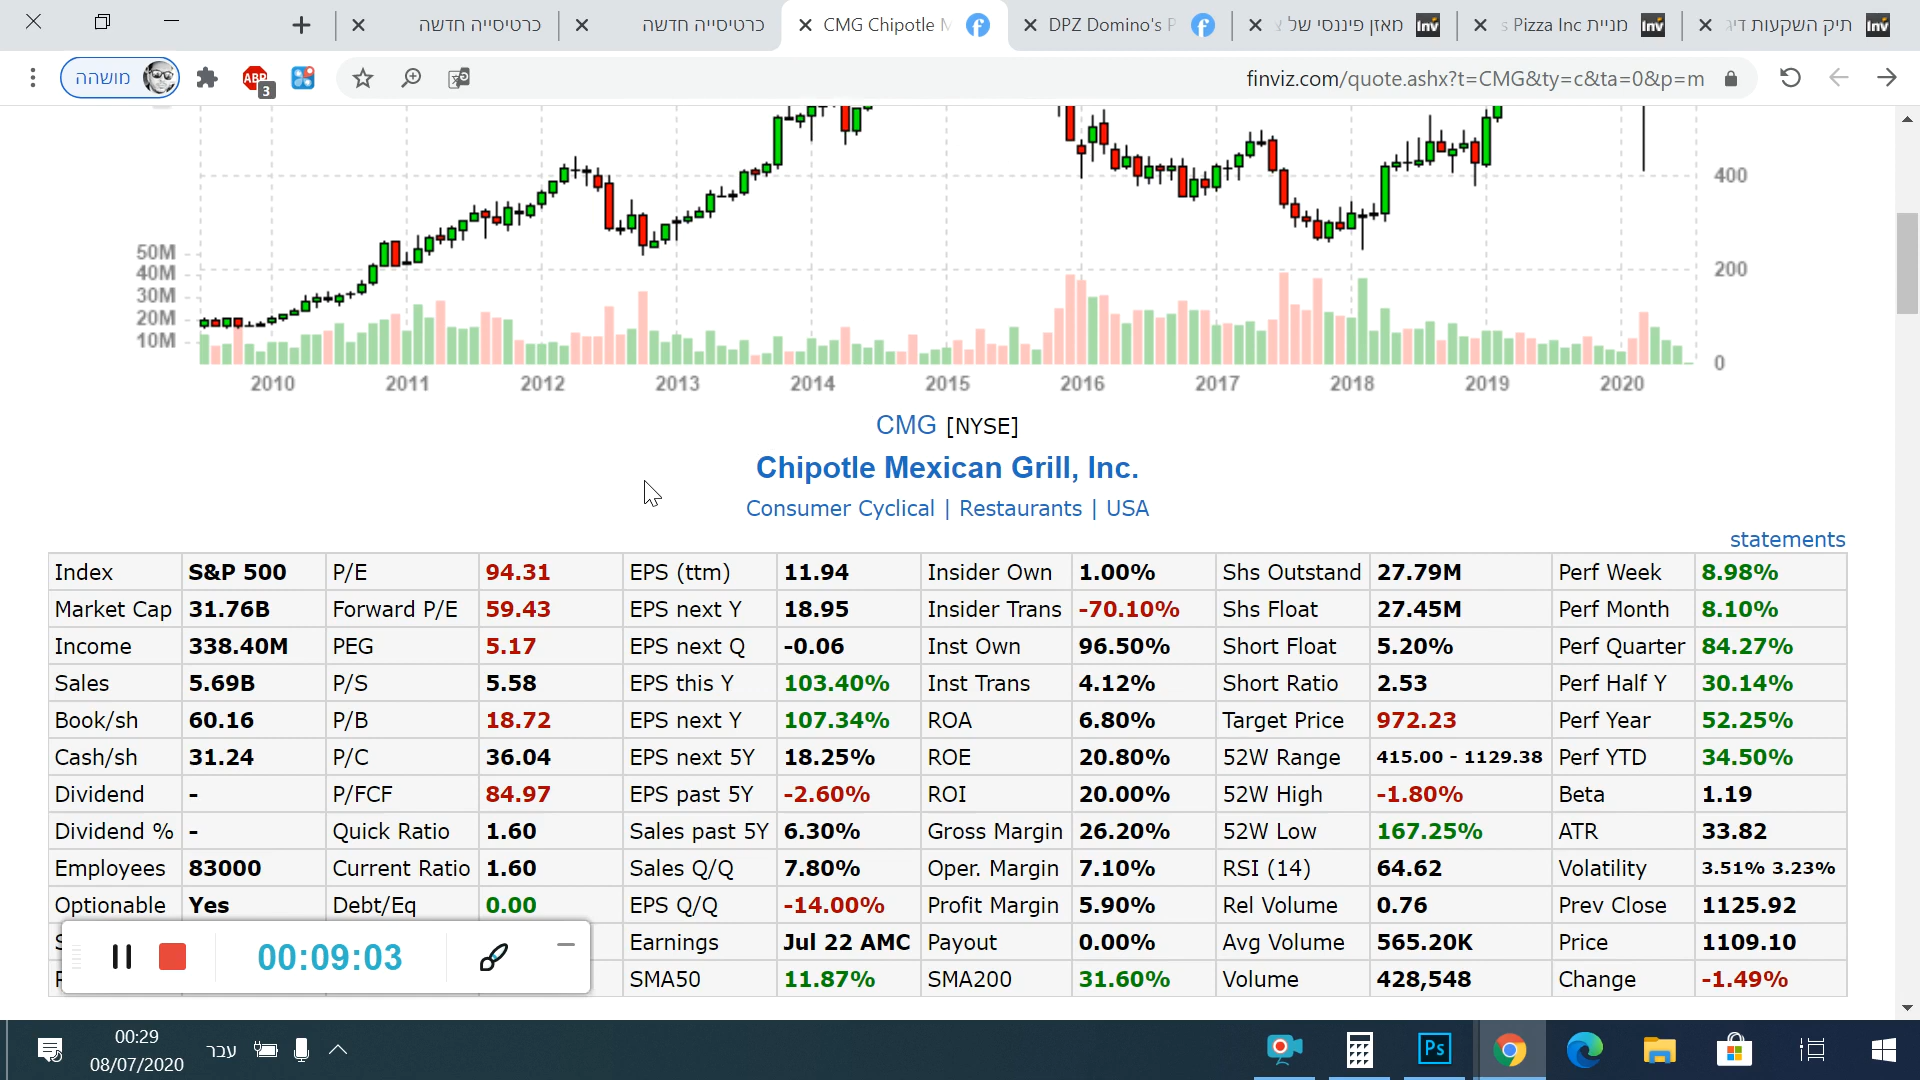 כרטיסייה חדשה
כרטיסייה חדשה
CMG Chipotle M
DPZ Domino's P
מאזן פיננסי של
מניית Pizza Inc s
תיק השקעות דיג
מושהה
ABP
3
finviz.com/quote.ashx?t=CMG&ty=c&ta=0&p=m
400
50M
200
40M
30M
20M
10M
0
2010 2011 2012 2013 2014 2015 2016 2017 2018 2019 2020
CMG [NYSE]
Chipotle Mexican Grill, Inc.
Consumer Cyclical | Restaurants | USA
statements
Index S&P 500 P/E 94.31 EPS (ttm) 11.94 Insider Own 1.00% Shs Outstand 27.79M Perf Week 8.98%
Market Cap 31.76B Forward P/E 59.43 EPS next Y 18.95 Insider Trans -70.10% Shs Float 27.45M Perf Month 8.10%
Income 338.40M PEG 5.17 EPS next Q -0.06 Inst Own 96.50% Short Float 5.20% Perf Quarter 84.27%
Sales 5.69B P/S 5.58 EPS this Y 103.40% Inst Trans 4.12% Short Ratio 2.53 Perf Half Y 30.14%
Book/sh 60.16 P/B 18.72 EPS next Y 107.34% ROA 6.80% Target Price 972.23 Perf Year 52.25%
Cash/sh 31.24 P/C 36.04 EPS next 5Y 18.25% ROE 20.80% 52W Range 415.00 - 1129.38 Perf YTD 34.50%
Dividend - P/FCF 84.97 EPS past 5Y -2.60% ROI 20.00% 52W High -1.80% Beta 1.19
Dividend % - Quick Ratio 1.60 Sales past 5Y 6.30% Gross Margin 26.20% 52W Low 167.25% ATR 33.82
Employees 83000 Current Ratio 1.60 Sales Q/Q 7.80% Oper. Margin 7.10% RSI (14) 64.62 Volatility 3.51% 3.23%
Optionable Yes Debt/Eq 0.00 EPS Q/Q -14.00% Profit Margin 5.90% Rel Volume 0.76 Prev Close 1125.92
Earnings Jul 22 AMC Payout 0.00% Avg Volume 565.20K Price 1109.10
SMA50 11.87% SMA200 31.60% Volume 428,548 Change -1.49%
00:09:03
00:29
08/07/2020
עבר
Ps